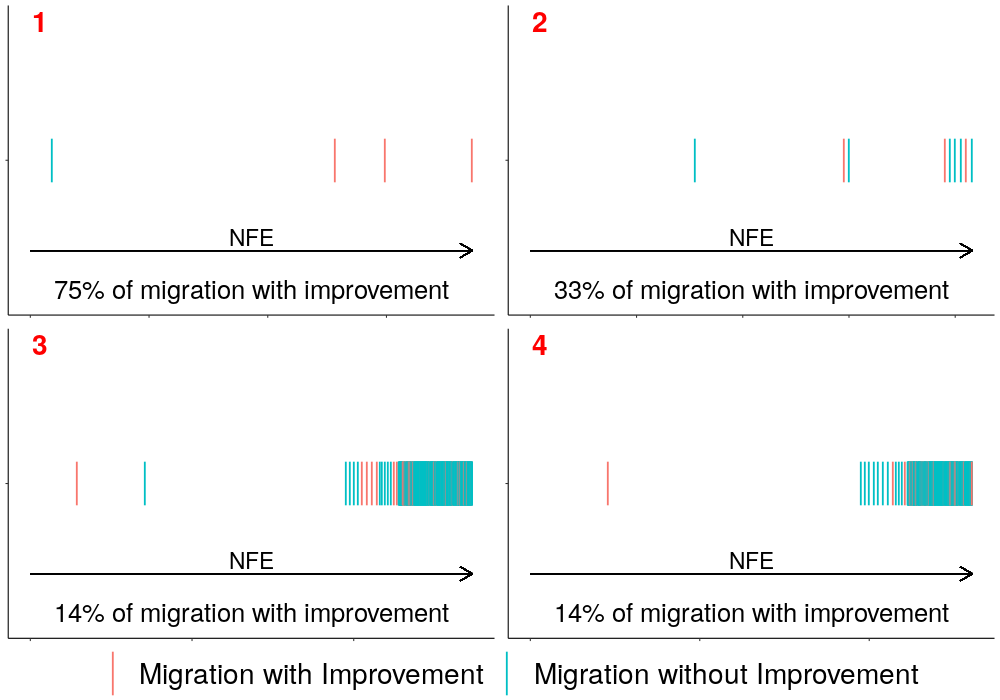 1
NFE
75% of migration with improvement
2
NFE
33% of migration with improvement
3
NFE
14% of migration with improvement
4
NFE
14% of migration with improvement
Migration with Improvement
Migration without Improvement